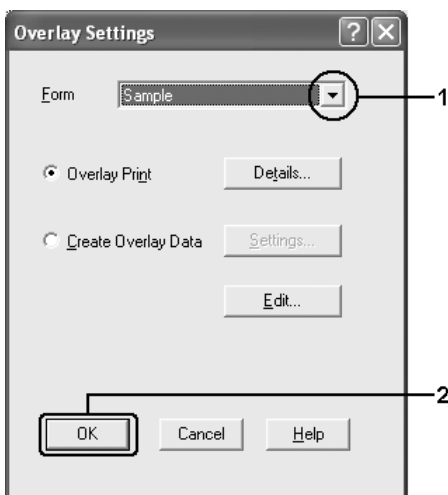 Overlay Settings
Form Sample 1
Overlay Print Details...
Create Overlay Data Settings...
Edit...
2
OK Cancel Help